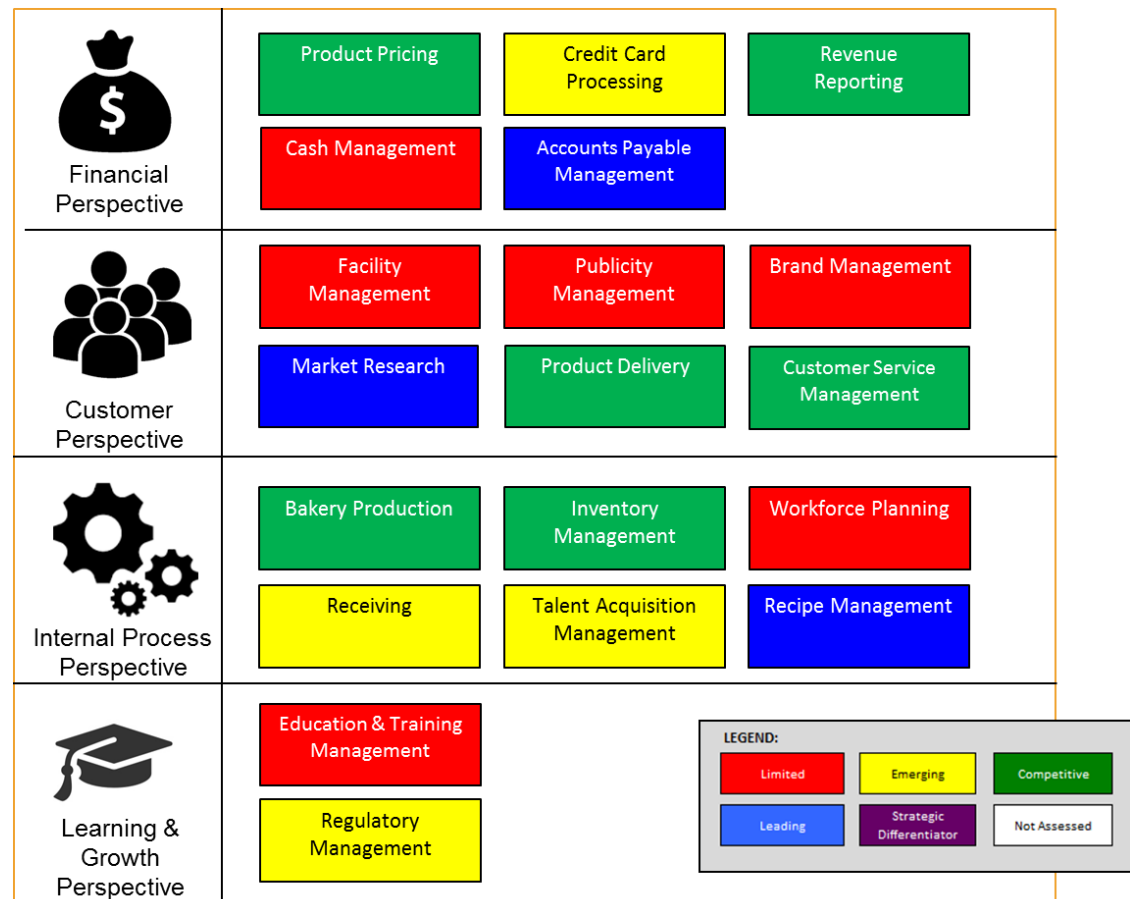 $
Financial
Perspective
Product Pricing
Credit Card
Processing
Revenue
Reporting
Cash Management
Accounts Payable
Management
Customer
Perspective
Facility
Management
Publicity
Management
Brand Management
Market Research
Product Delivery
Customer Service
Management
Internal Process
Perspective
Bakery Production
Inventory
Management
Workforce Planning
Receiving
Talent Acquisition
Management
Recipe Management
Learning &
Growth
Perspective
Education & Training
Management
Regulatory
Management
LEGEND:
Limited
Emerging
Competitive
Leading
Strategic
Differentiator
Not Assessed